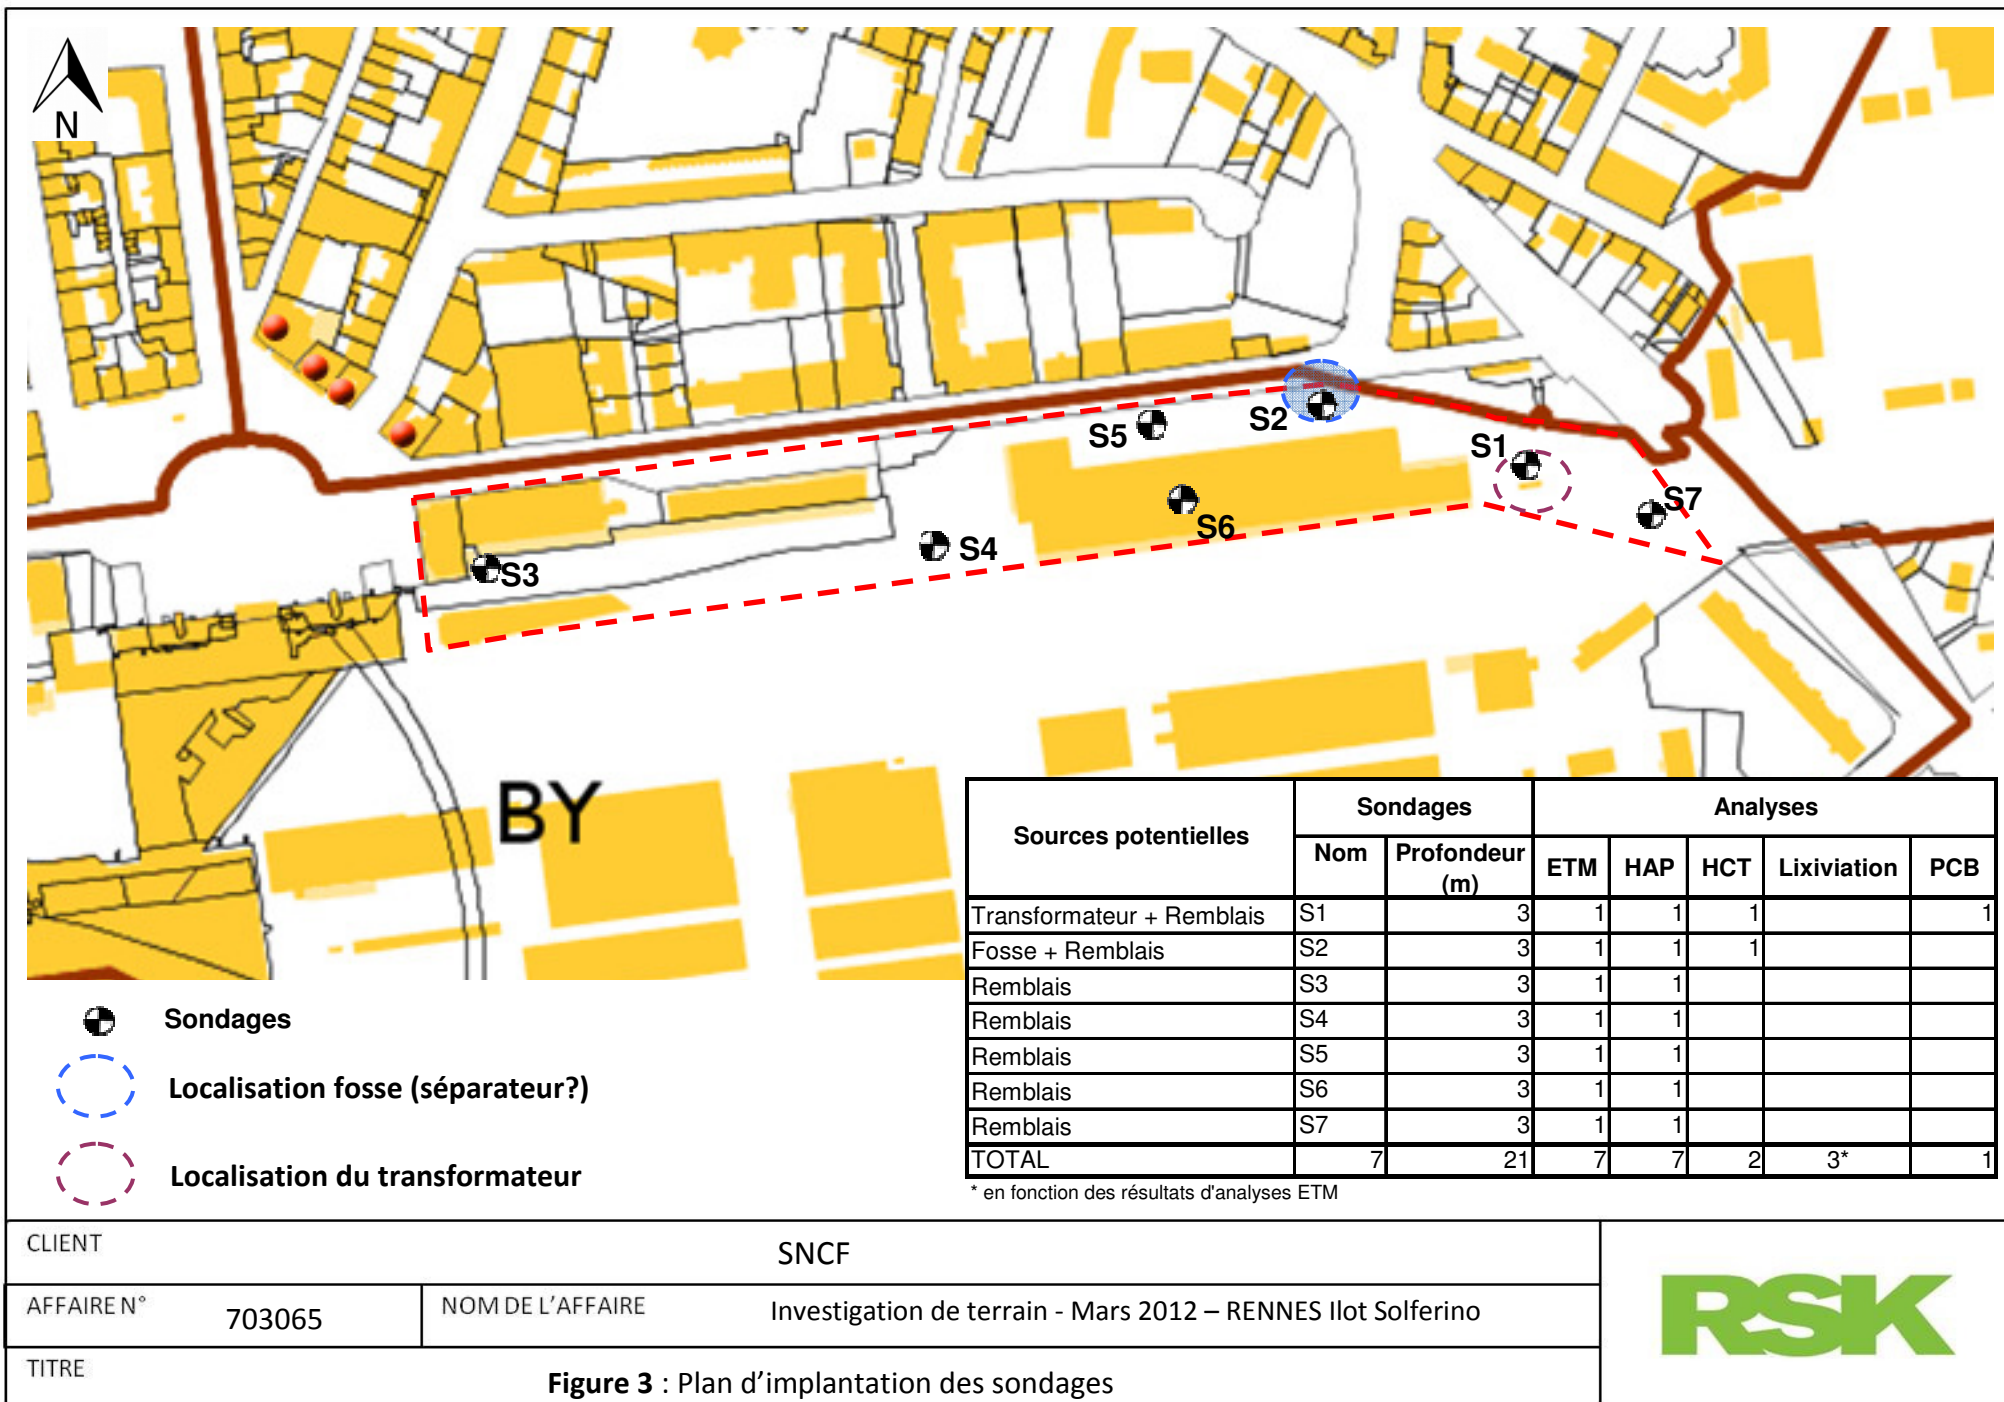 N
S5
S2
S1
S7
S6
S4
S3
BY
Sources potentielles | Sondages | Analyses
Nom | Profondeur (m) | ETM | HAP | HCT | Lixiviation | PCB
Transformateur + Remblais | S1 | 3 | 1 | 1 | 1 | | 1
Fosse + Remblais | S2 | 3 | 1 | 1 | 1 | |
Remblais | S3 | 3 | 1 | 1 | | |
Remblais | S4 | 3 | 1 | 1 | | |
Remblais | S5 | 3 | 1 | 1 | | |
Remblais | S6 | 3 | 1 | 1 | | |
Remblais | S7 | 3 | 1 | 1 | | |
TOTAL | 7 | 21 | 7 | 7 | 2 | 3* | 1
* en fonction des résultats d'analyses ETM
Sondages
Localisation fosse (séparateur?)
Localisation du transformateur
CLIENT
SNCF
AFFAIRE N° 703065
NOM DE L'AFFAIRE Investigation de terrain - Mars 2012 – RENNES Ilot Solferino
TITRE
Figure 3 : Plan d'implantation des sondages
RSK